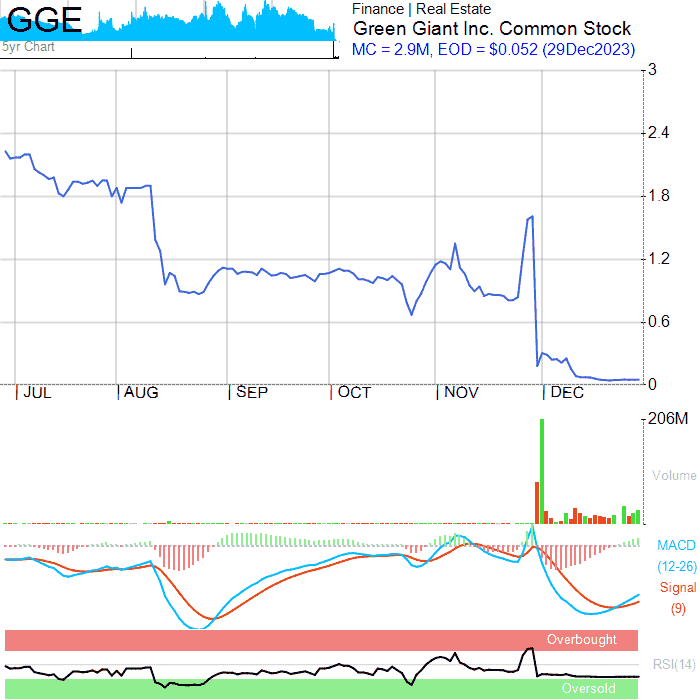 GGE
5yr Chart
Finance | Real Estate
Green Giant Inc. Common Stock
MC = 2.9M, EOD = $0.052 (29Dec2023)
3
2.4
1.8
1.2
0.6
0
JUL AUG SEP OCT NOV DEC
206M
Volume
MACD
(12-26)
Signal
(9)
Overbought
RSI(14)
Oversold